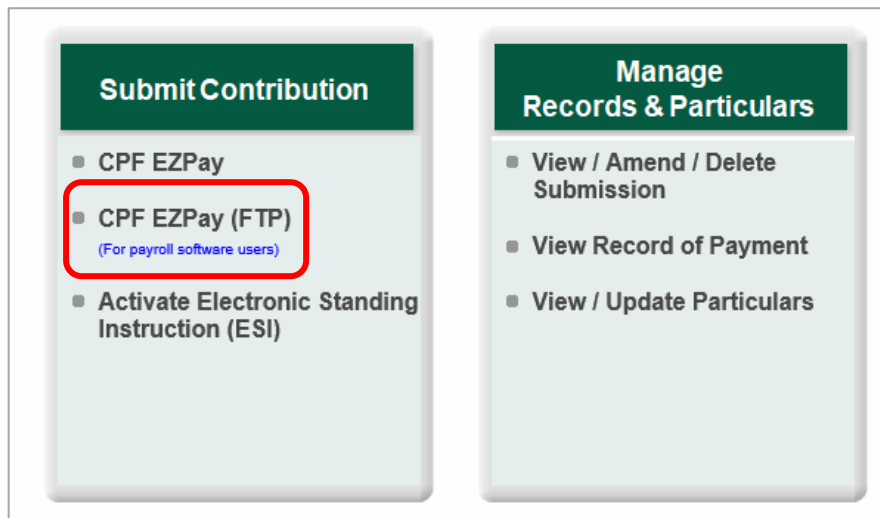 Submit Contribution
CPF EZPay
CPF EZPay (FTP)
(For payroll software users)
Activate Electronic Standing
Instruction (ESI)
Manage
Records & Particulars
View / Amend / Delete
Submission
View Record of Payment
View / Update Particulars